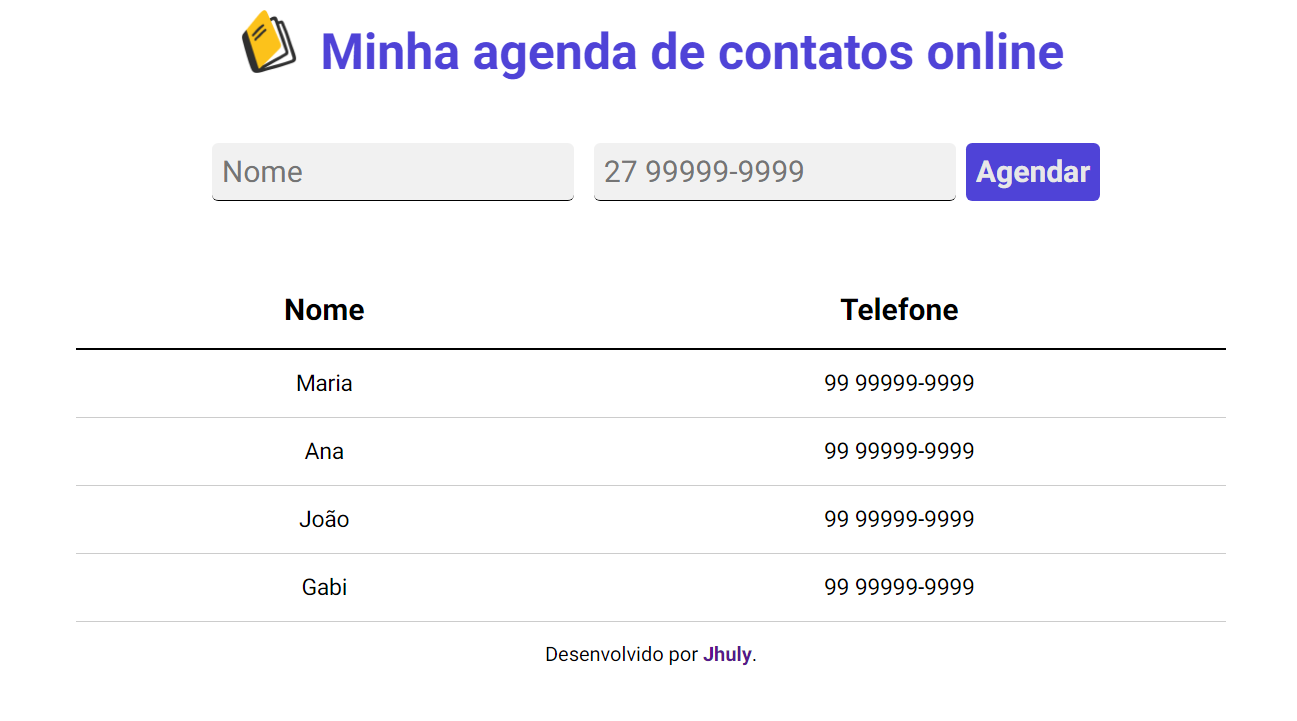 Minha agenda de contatos online
Nome 27 99999-9999 Agendar
Nome Telefone
Maria 99 99999-9999
Ana 99 99999-9999
João 99 99999-9999
Gabi 99 99999-9999
Desenvolvido por Jhuly.